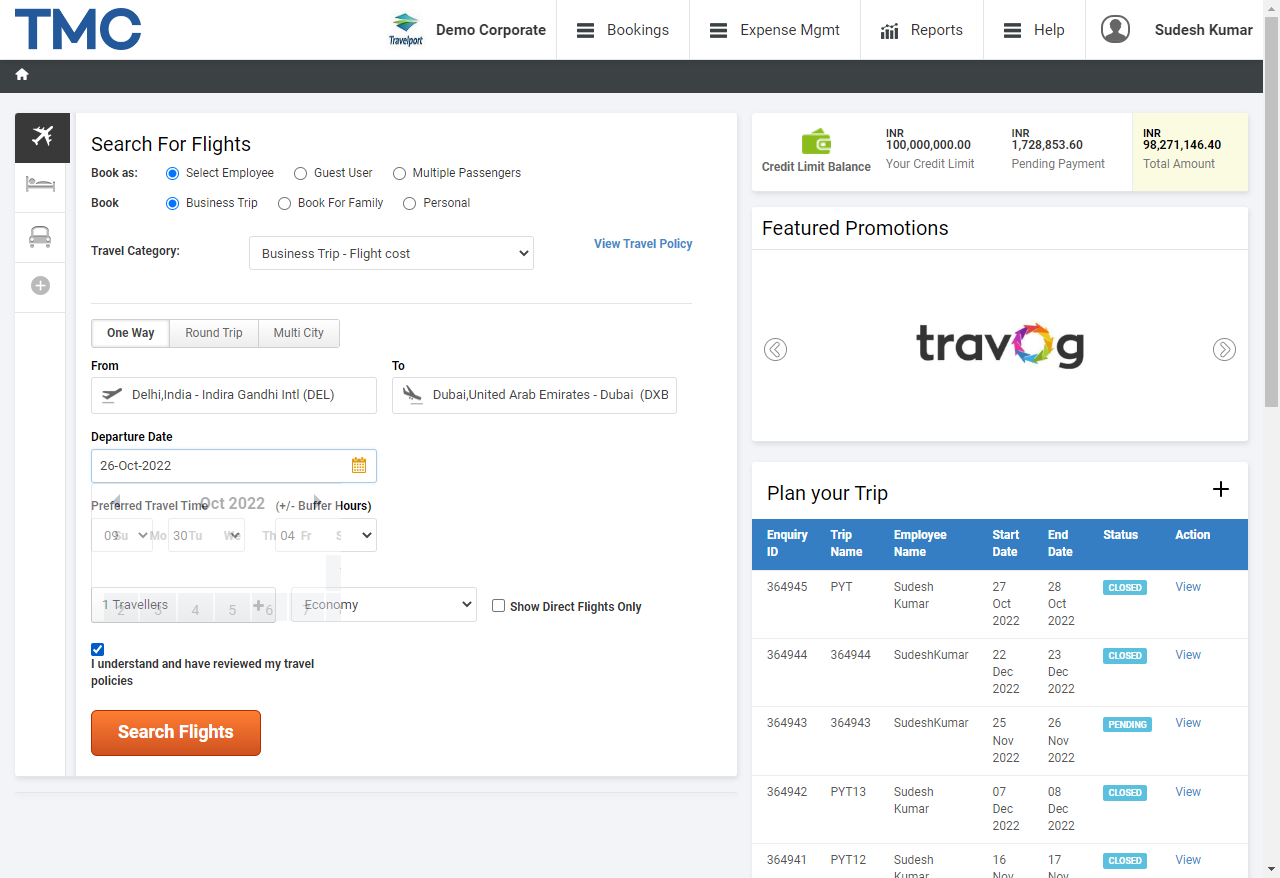 TMC
Travelport
Demo Corporate
Bookings
Expense Mgmt
Reports
Help
Sudesh Kumar
Search For Flights
Book as: Select Employee Guest User Multiple Passengers
Book Business Trip Book For Family Personal
Travel Category: Business Trip - Flight cost View Travel Policy
One Way Round Trip Multi City
From To
Delhi,India - Indira Gandhi Intl (DEL) Dubai,United Arab Emirates - Dubai (DXB
Departure Date
26-Oct-2022
Oct 2022
Preferred Travel Time (+/- Buffer Hours)
Su Mo Tu We Th Fr S
09 30 04
2 3 4 5 6 7
1 Travellers Economy Show Direct Flights Only
I understand and have reviewed my travel
policies
Search Flights
Credit Limit Balance
INR
100,000,000.00
Your Credit Limit
INR
1,728,853.60
Pending Payment
INR
98,271,146.40
Total Amount
Featured Promotions
travog
Plan your Trip
Enquiry Trip Employee Start End Status Action
ID Name Name Date Date
364945 PYT Sudesh 27 28 CLOSED View
Kumar Oct Oct
2022 2022
364944 364944 SudeshKumar 22 23 CLOSED View
Dec Dec
2022 2022
364943 364943 SudeshKumar 25 26 PENDING View
Nov Nov
2022 2022
364942 PYT13 Sudesh 07 08 CLOSED View
Kumar Dec Dec
2022 2022
364941 PYT12 Sudesh 16 17 CLOSED View
Kumar Nov Nov